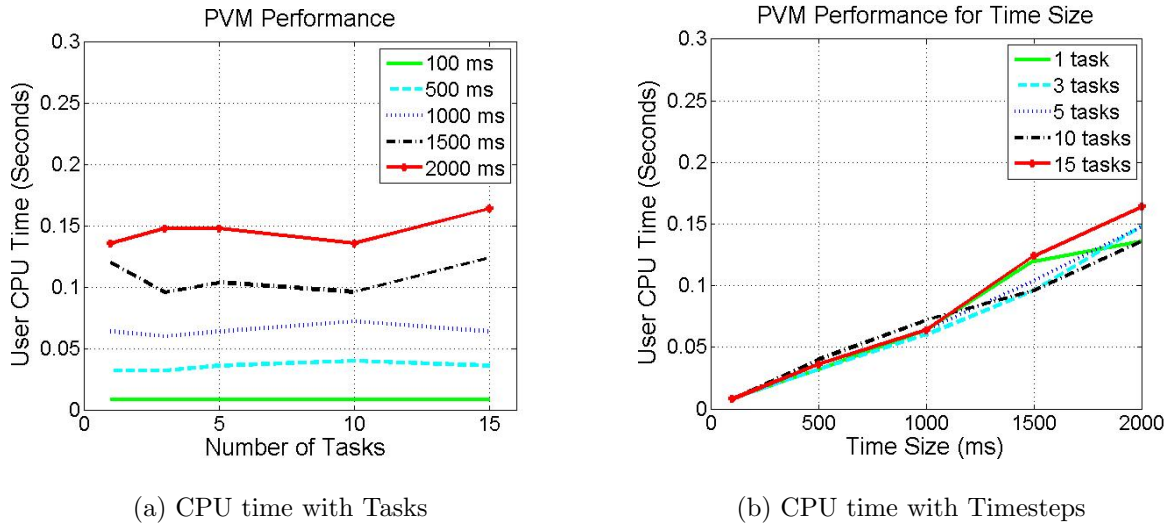 PVM Performance
0.3
0.25
0.2
0.15
0.1
0.05
0
0
5
10
15
User CPU Time (Seconds)
Number of Tasks
100 ms
500 ms
1000 ms
1500 ms
2000 ms
(a) CPU time with Tasks
PVM Performance for Time Size
0.3
0.25
0.2
0.15
0.1
0.05
0
0
500
1000
1500
2000
User CPU Time (Seconds)
Time Size (ms)
1 task
3 tasks
5 tasks
10 tasks
15 tasks
(b) CPU time with Timesteps